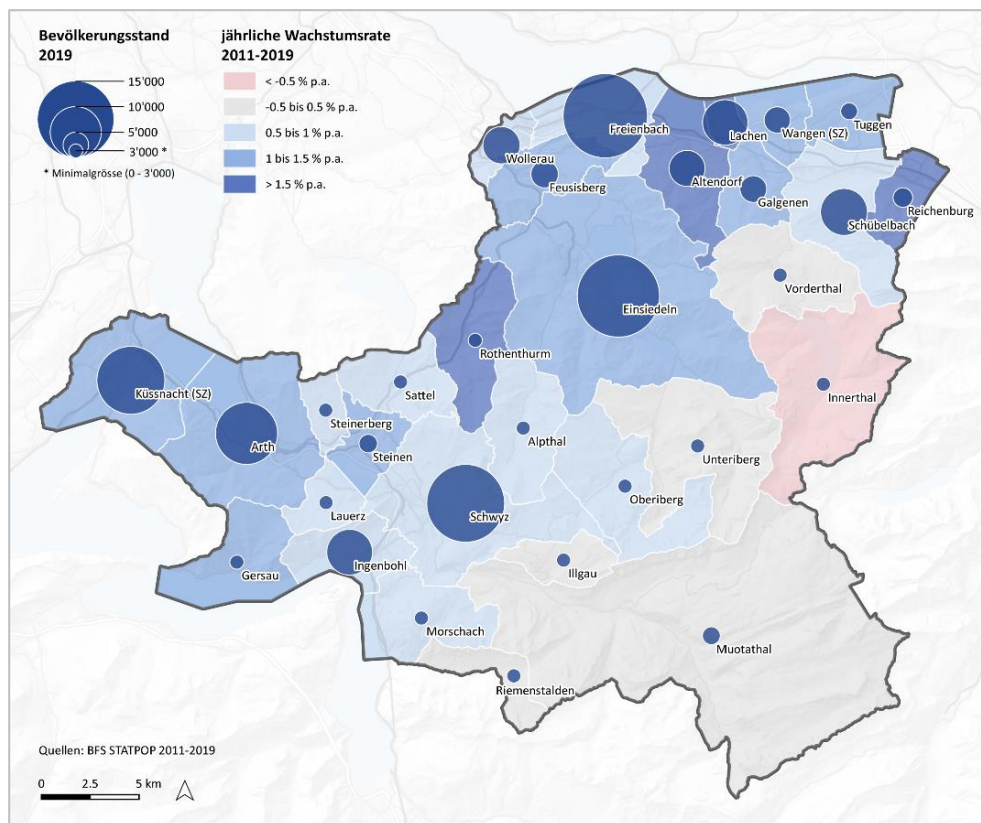 Bevölkerungsstand
2019
15'000
10'000
5'000
3'000 *
* Minimalgrösse (0 - 3'000)
jährliche Wachstumsrate
2011-2019
< -0.5 % p.a.
-0.5 bis 0.5 % p.a.
0.5 bis 1 % p.a.
1 bis 1.5 % p.a.
> 1.5 % p.a.
Freienbach
Lachen
Wangen (SZ)
Tuggen
Wollerau
Feusisberg
Altendorf
Galgenen
Reichenburg
Schübelbach
Vorderthal
Einsiedeln
Rothenthurm
Innerthal
Küssnacht (SZ)
Sattel
Steinerberg
Arth
Steinen
Alpthal
Unteriberg
Oberiberg
Lauerz
Schwyz
Ingenbohl
Gersau
Illgau
Morschach
Muotathal
Riemenstalden
Quellen: BFS STATPOP 2011-2019
0 2.5 5 km